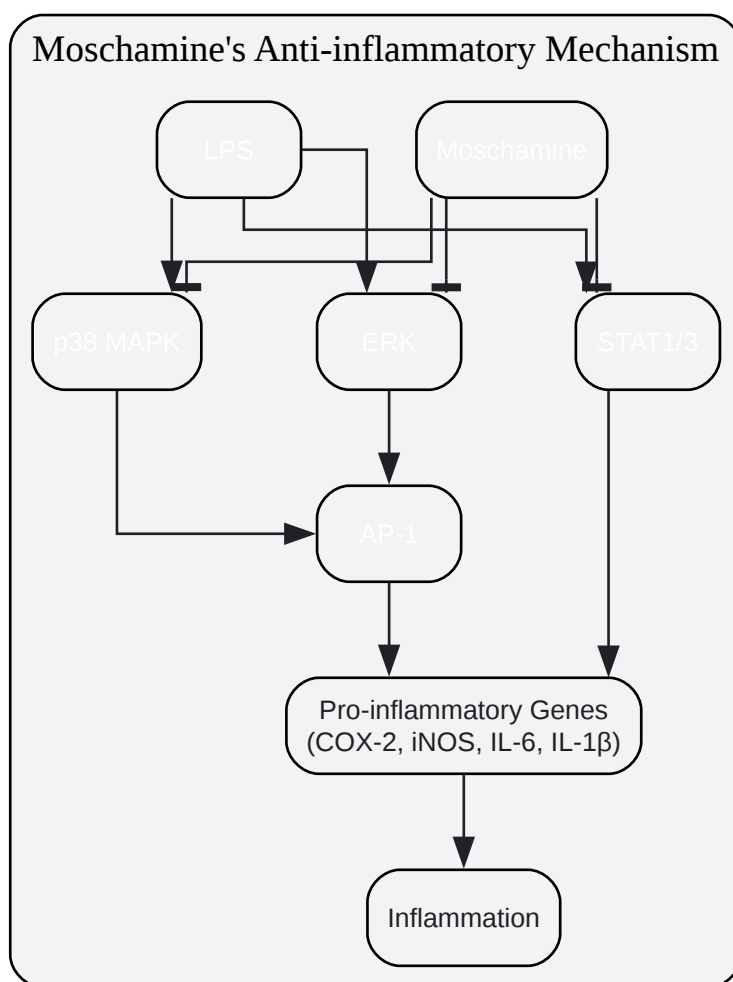 Moschamine's Anti-inflammatory Mechanism
LPS
Moschamine
p38 MAPK
ERK
STAT1/3
AP-1
Pro-inflammatory Genes
(COX-2, iNOS, IL-6, IL-1β)
Inflammation